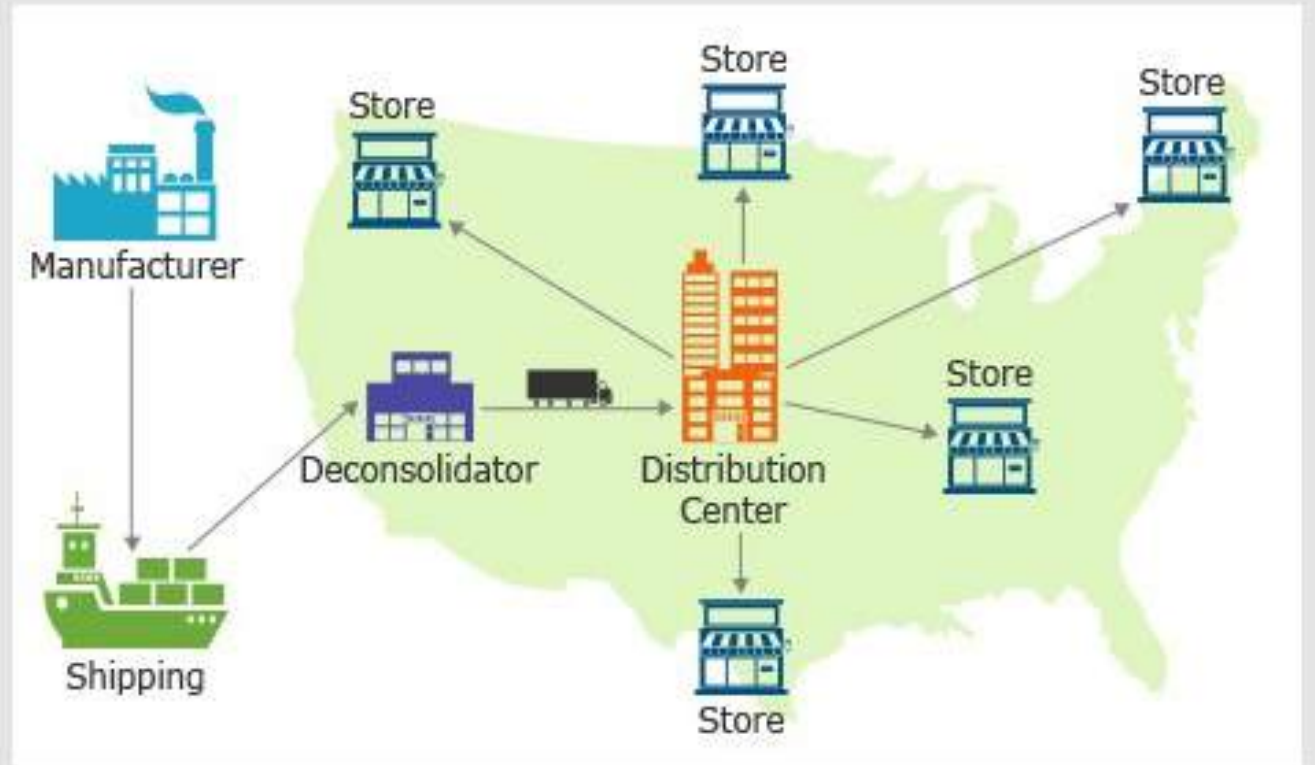 Store
Store
Store
Manufacturer
Store
Deconsolidator
Distribution
Center
Shipping
Store